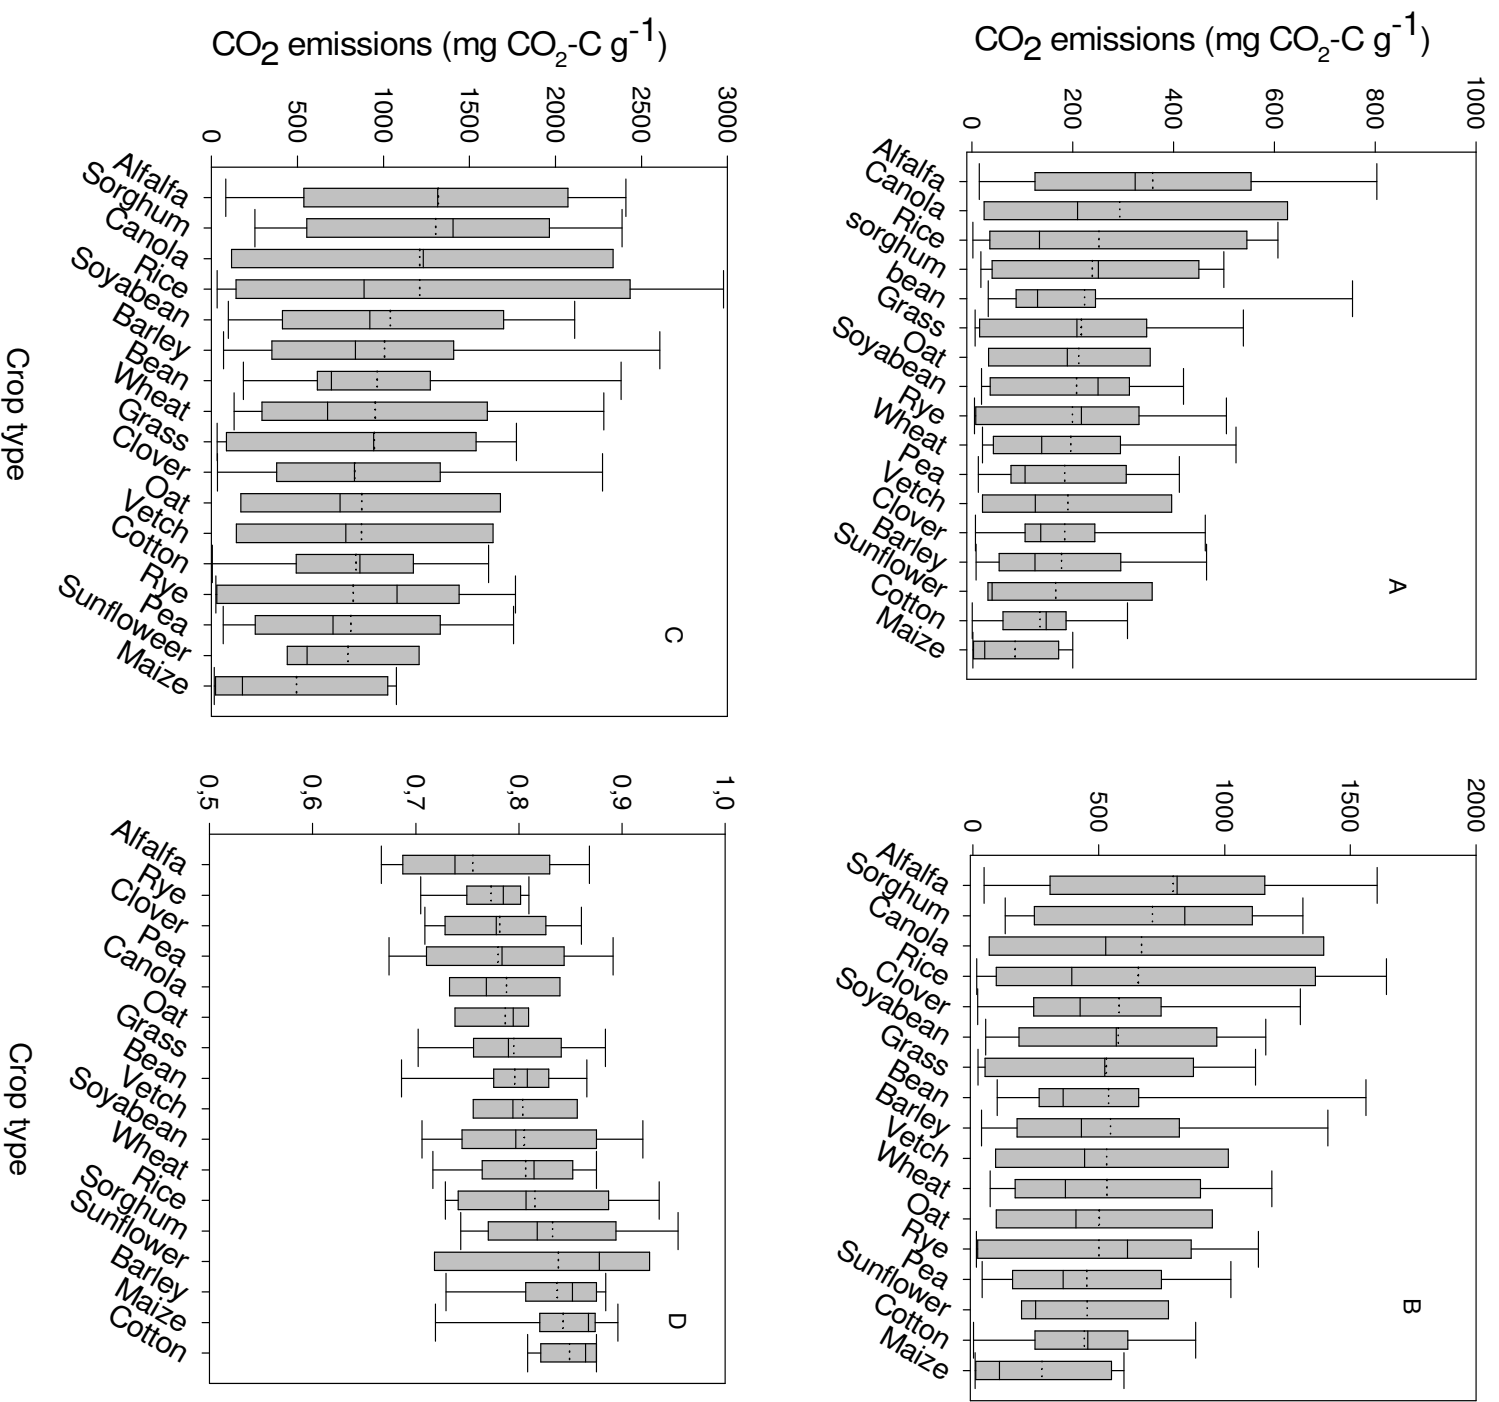 CO2 emissions (mg CO2-C g-1)
1000
800
600
400
200
0
Alfalfa
Canola
Rice
sorghum
bean
Grass
Oat
Soyabean
Rye
Wheat
Pea
Vetch
Clover
Barley
Sunflower
Cotton
Maize
A
2000
1500
1000
500
0
Alfalfa
Sorghum
Canola
Rice
Clover
Soyabean
Grass
Bean
Barley
Vetch
Wheat
Oat
Rye
Pea
Sunflower
Cotton
Maize
B
CO2 emissions (mg CO2-C g-1)
3000
2500
2000
1500
1000
500
0
Alfalfa
Sorghum
Canola
Rice
Soyabean
Barley
Bean
Wheat
Grass
Clover
Oat
Vetch
Cotton
Rye
Pea
Sunfloweer
Maize
C
Crop type
1,0
0,9
0,8
0,7
0,6
0,5
Alfalfa
Rye
Clover
Pea
Canola
Oat
Grass
Bean
Vetch
Soyabean
Wheat
Rice
Sorghum
Sunflower
Barley
Maize
Cotton
D
Crop type